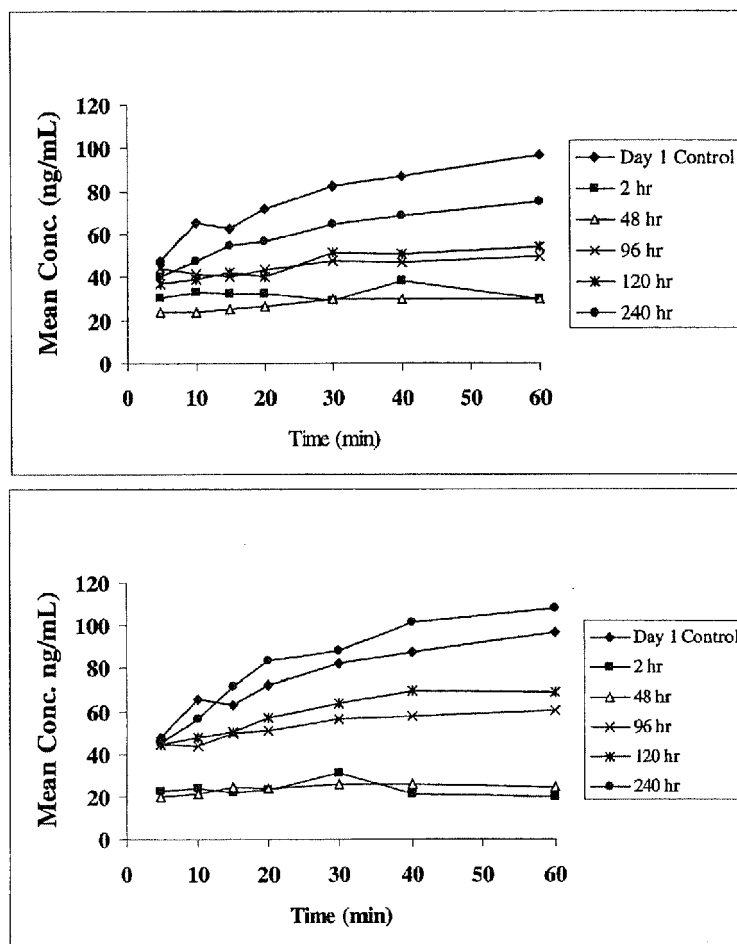 Mean Conc. (ng/mL)
120
100
80
60
40
20
0
0 10 20 30 40 50 60
Time (min)
Day 1 Control
2 hr
48 hr
96 hr
120 hr
240 hr
Mean Conc. ng/mL)
120
100
80
60
40
20
0
0 10 20 30 40 50 60
Time (min)
Day 1 Control
2 hr
48 hr
96 hr
120 hr
240 hr